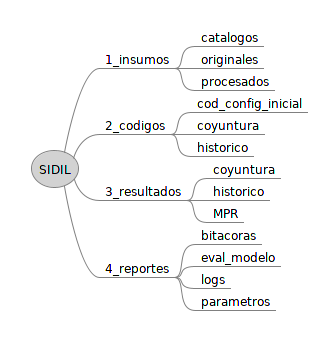 SIDIL
1_insumos
catalogos
originales
procesados
2_codigos
cod_config_inicial
coyuntura
historico
3_resultados
coyuntura
historico
MPR
4_reportes
bitacoras
eval_modelo
logs
parametros